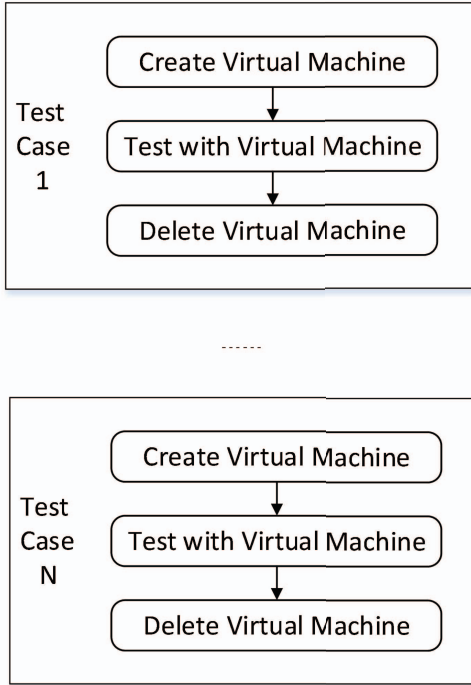 Create Virtual Machine
Test
Case
1
Test with Virtual Machine
Delete Virtual Machine
------
Create Virtual Machine
Test
Case
N
Test with Virtual Machine
Delete Virtual Machine